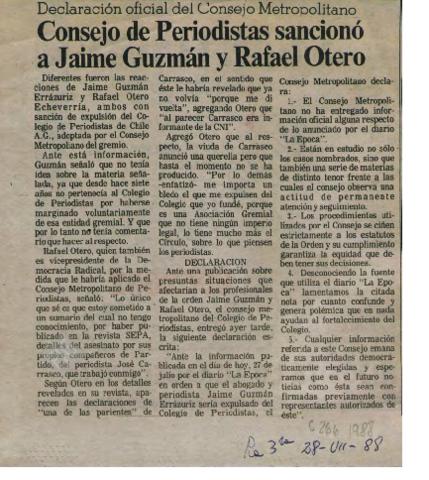 Declaración oficial del Consejo Metropolitano
Consejo de Periodistas sancionó
a Jaime Guzmán y Rafael Otero
Diferentes fueron las reac-
ciones de Jaime Guzmán
Errázuriz y Rafael Otero
Echeverría, ambos con
sanción de expulsión del Co-
legio de Periodistas de Chile
A.G., adoptada por el Consejo
Metropolitano del gremio.
Ante está información,
Guzmán señaló que no tenía
idea sobre la materia seña-
lada, ya que desde hace siete
años no pertenecía al Colegio
de Periodistas por haberse
marginado voluntariamente
de esa entidad gremial. Y que
por lo tanto no tenía comenta-
rio que hacer al respecto.
Rafael Otero, quien también
es vicepresidente de la Demo-
cracia Radical, por la me-
dida que le habría aplicado el
Consejo Metropolitano de Pe-
riodistas, señaló: "Lo único
que sé es que estoy sometido a
un sumario del cual no tengo
conocimiento, por haber pu-
blicado en la revista SEPA,
detalles del asesinato por sus
propios compañeros de Par-
tido, del periodista José Ca-
rrasco, que trabajó conmigo".
Según Otero en los detalles
revelados en su revista, apa-
recen las declaraciones de
"una de las parientes" de
Carrasco, en el sentido que
éste le habría revelado que ya
no volvía "porque me di
vuelta", agregando Otero que
"al parecer Carrasco era in-
formante de la CNI".
Agregó Otero que al res-
pecto, la viuda de Carrasco
anunció una querella pero que
hasta el momento no se ha
producido. "Por lo demás
-enfatizó- me importa un
bledo el que me expulsen del
Colegio que yo fundé, porque
es una Asociación Gremial
que no tiene ningún imperio
legal, lo tiene mucho más el
Círculo, sobre lo que piensen
los periodistas.
DECLARACION
Ante una publicación sobre
presuntas situaciones que
afectarían a los profesionales
de la orden Jaime Guzmán y
Rafael Otero, el consejo me-
tropolitano del Colegio de Pe-
riodistas, entregó ayer tarde,
la siguiente declaración es-
crita:
"Ante la información pu-
blicada en el día de hoy, 27 de
julio por el diario "La Epoca"
en orden a que el abogado y
periodista Jaime Guzmán
Errázuriz sería expulsado del
Colegio de Periodistas, el
Consejo Metropolitano decla-
ra:
1.- El Consejo Metropoli-
tano no ha entregado infor-
mación oficial alguna respecto
de lo anunciado por el diario
"La Epoca".
2.- Están en estudio no sólo
los casos nombrados, sino que
también una serie de materias
de distinto tenor frente a las
cuales el consejo observa una
actitud de permanente
atención y seguimiento.
3.- Los procedimientos uti-
lizados por el Consejo se ciñen
estrictamente a los estatutos
de la Orden y su cumplimiento
garantiza la equidad que de-
ben tener sus decisiones.
4. Desconociendo la fuente
que utiliza el diario "La Epo-
ca" lamentamos la citada
nota por cuanto confunde y
genera polémica que en nada
ayudan al fortalecimiento del
Colegio.
5.- Cualquier información
referida a este Consejo emana
de sus autoridades democra-
ticamente elegidas y espe-
ramos que en el futuro no-
ticias como ésta sean con-
firmadas previamente con
representantes autorizados de
éste".
1988
3ra 28-VII-88